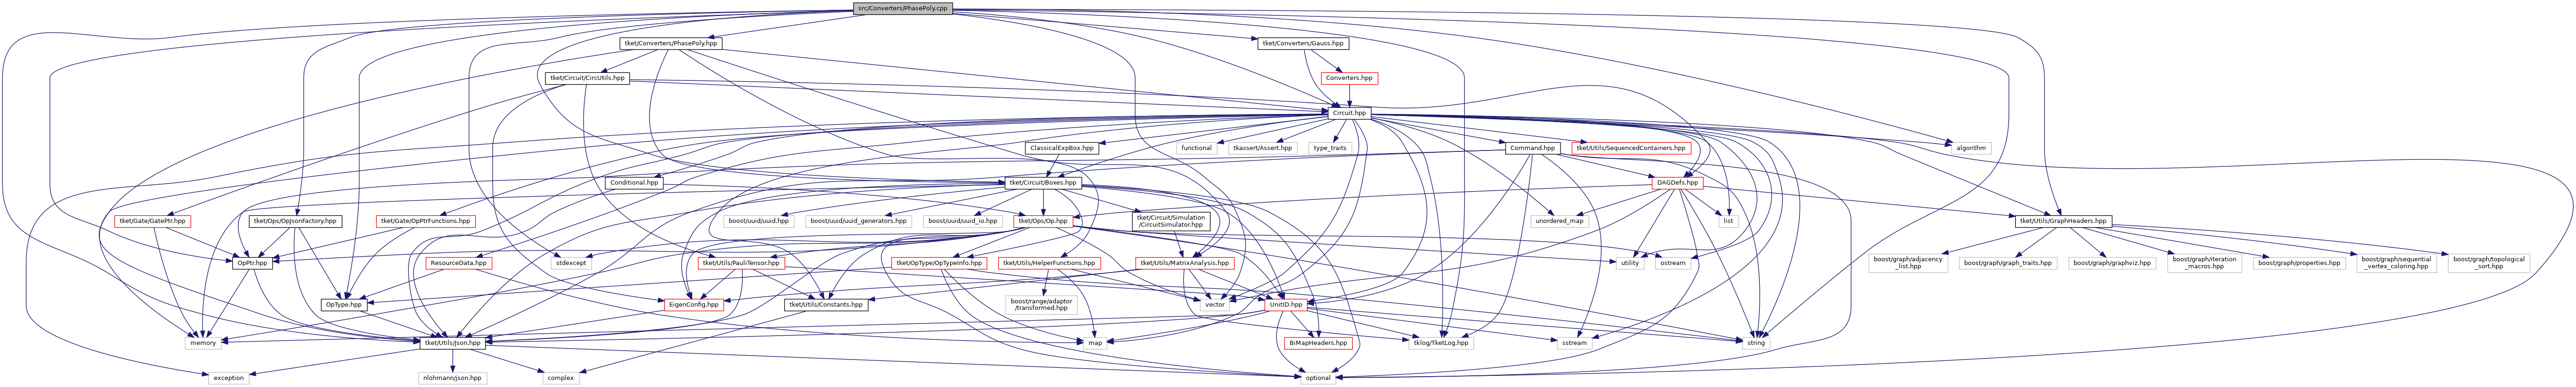 src/Converters/PhasePoly.cpp
tket/Converters/PhasePoly.hpp
tket/Converters/Gauss.hpp
tket/Circuit/CircUtils.hpp
Converters.hpp
Circuit.hpp
ClassicalExpBox.hpp
functional
tkassert/Assert.hpp
type_traits
Command.hpp
tket/Utils/SequencedContainers.hpp
algorithm
Conditional.hpp
tket/Circuit/Boxes.hpp
DAGDefs.hpp
tket/Gate/GatePtr.hpp
tket/Ops/OpJsonFactory.hpp
tket/Gate/OpPtrFunctions.hpp
boost/uuid/uuid.hpp
boost/uuid/uuid_generators.hpp
boost/uuid/uuid_io.hpp
tket/Ops/Op.hpp
tket/Circuit/Simulation
/CircuitSimulator.hpp
unordered_map
list
tket/Utils/GraphHeaders.hpp
OpPtr.hpp
ResourceData.hpp
stdexcept
tket/Utils/PauliTensor.hpp
tket/OpType/OpTypeInfo.hpp
tket/Utils/HelperFunctions.hpp
tket/Utils/MatrixAnalysis.hpp
utility
ostream
boost/graph/adjacency
_list.hpp
boost/graph/graph_traits.hpp
boost/graph/graphviz.hpp
boost/graph/iteration
_macros.hpp
boost/graph/properties.hpp
boost/graph/sequential
_vertex_coloring.hpp
boost/graph/topological
_sort.hpp
OpType.hpp
EigenConfig.hpp
tket/Utils/Constants.hpp
boost/range/adaptor
/transformed.hpp
vector
UnitID.hpp
memory
tket/Utils/Json.hpp
map
BiMapHeaders.hpp
tklog/TketLog.hpp
sstream
string
exception
nlohmann/json.hpp
complex
optional